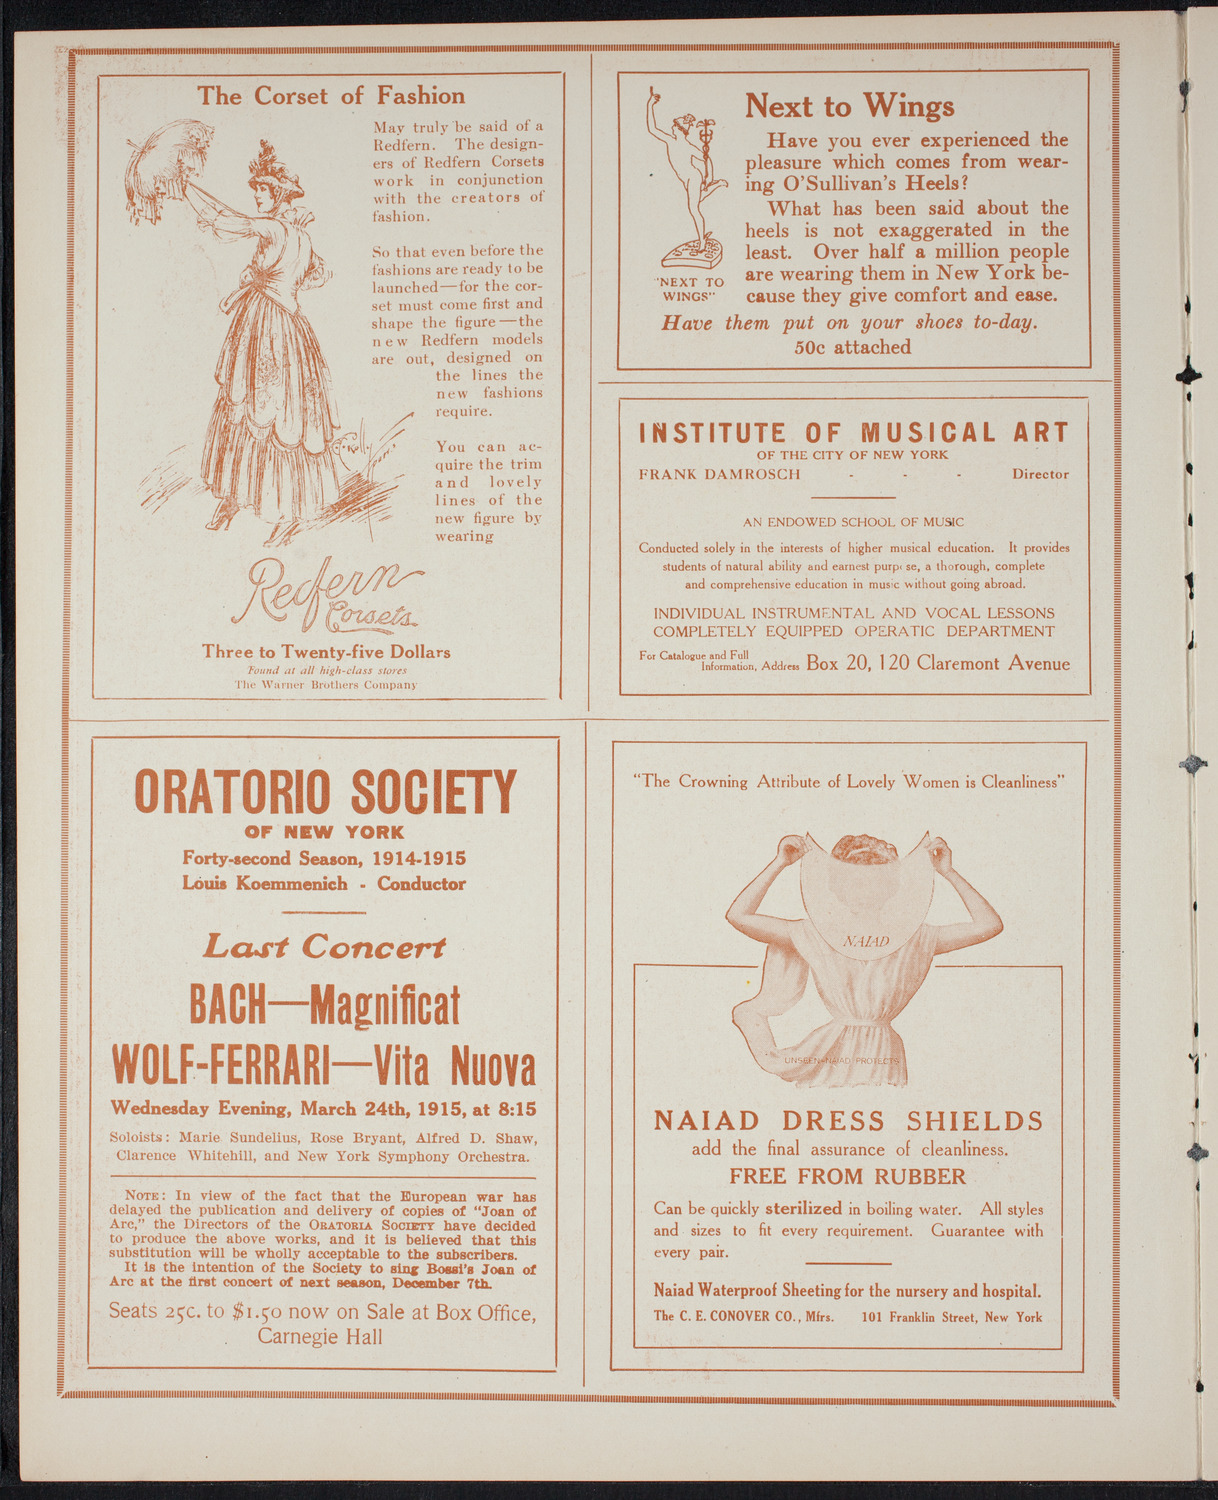 The Corset of Fashion
May truly be said of a
Redfern. The design-
ers of Redfern Corsets
work in conjunction
with the creators of
fashion.
So that even before the
fashions are ready to be
launched—for the cor-
set must come first and
shape the figure—the
new Redfern models
are out, designed on
the lines the
new fashions
require.
You can ac-
quire the trim
and lovely
lines of the
new figure by
wearing
Redfern
Corsets
Three to Twenty-five Dollars
Found at all high-class stores
The Warner Brothers Company
"NEXT TO
WINGS"
Next to Wings
Have you ever experienced the
pleasure which comes from wear-
ing O'Sullivan's Heels?
What has been said about the
heels is not exaggerated in the
least. Over half a million people
are wearing them in New York be-
cause they give comfort and ease.
Have them put on your shoes to-day.
50c attached
INSTITUTE OF MUSICAL ART
OF THE CITY OF NEW YORK
FRANK DAMROSCH - - - Director
AN ENDOWED SCHOOL OF MUSIC
Conducted solely in the interests of higher musical education. It provides
students of natural ability and earnest purpose, a thorough, complete
and comprehensive education in music without going abroad.
INDIVIDUAL INSTRUMENTAL AND VOCAL LESSONS
COMPLETELY EQUIPPED OPERATIC DEPARTMENT
For Catalogue and Full
Information, Address Box 20, 120 Claremont Avenue
ORATORIO SOCIETY
OF NEW YORK
Forty-second Season, 1914-1915
Louis Koemmenich - Conductor
Last Concert
BACH—Magnificat
WOLF-FERRARI—Vita Nuova
Wednesday Evening, March 24th, 1915, at 8:15
Soloists: Marie Sundelius, Rose Bryant, Alfred D. Shaw,
Clarence Whitehill, and New York Symphony Orchestra.
NOTE: In view of the fact that the European war has
delayed the publication and delivery of copies of "Joan of
Arc," the Directors of the ORATORIA SOCIETY have decided
to produce the above works, and it is believed that this
substitution will be wholly acceptable to the subscribers.
It is the intention of the Society to sing Bossi's Joan of
Arc at the first concert of next season, December 7th.
Seats 25c. to $1.50 now on Sale at Box Office,
Carnegie Hall
"The Crowning Attribute of Lovely Women is Cleanliness"
NAIAD
UNSEEN NAIAD PROTECTS
NAIAD DRESS SHIELDS
add the final assurance of cleanliness.
FREE FROM RUBBER
Can be quickly sterilized in boiling water. All styles
and sizes to fit every requirement. Guarantee with
every pair.
Naiad Waterproof Sheeting for the nursery and hospital.
The C. E. CONOVER CO., Mfrs. 101 Franklin Street, New York